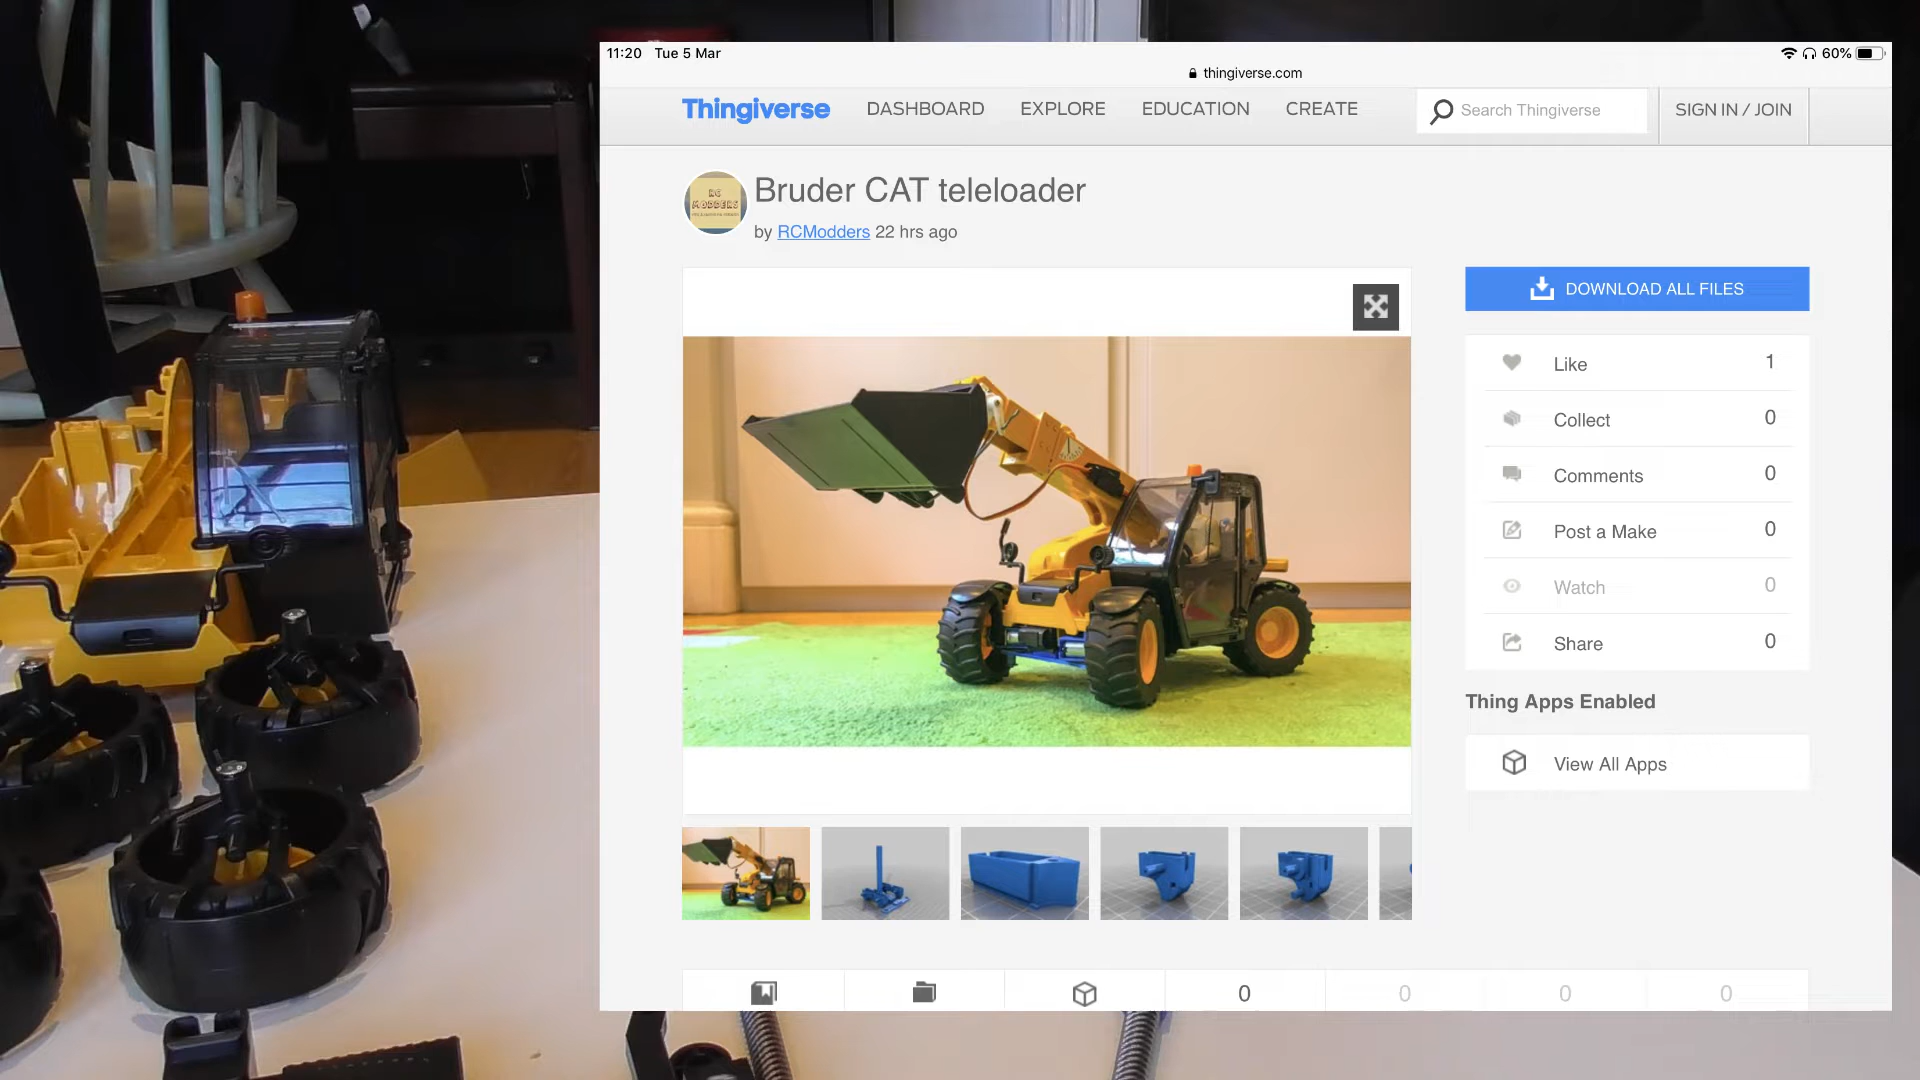 11:20 Tue 5 Mar
60%
thingiverse.com
Thingiverse DASHBOARD EXPLORE EDUCATION CREATE Search Thingiverse SIGN IN / JOIN
RC
MODDERS
Bruder CAT teleloader
by RCModders 22 hrs ago
DOWNLOAD ALL FILES
Like 1
Collect 0
Comments 0
Post a Make 0
Watch 0
Share 0
Thing Apps Enabled
View All Apps
0 0 0 0